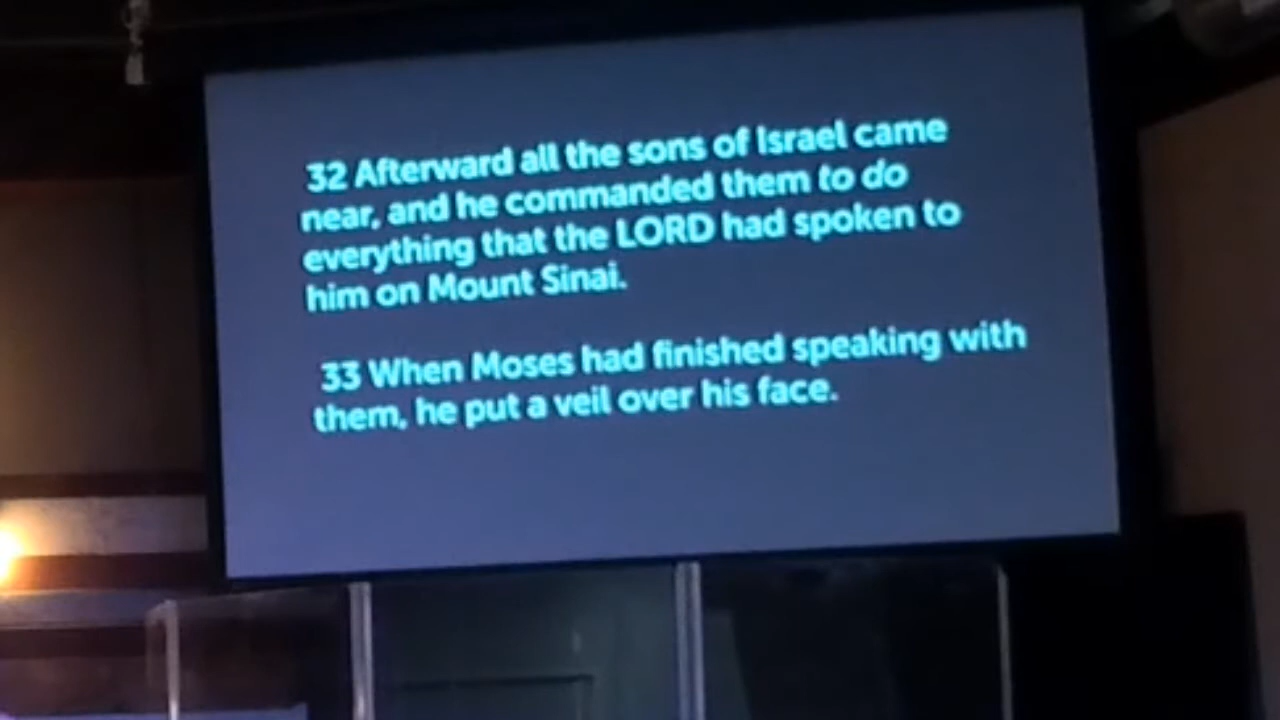 32 Afterward all the sons of Israel came
near, and he commanded them to do
everything that the LORD had spoken to
him on Mount Sinai.
33 When Moses had finished speaking with
them, he put a veil over his face.